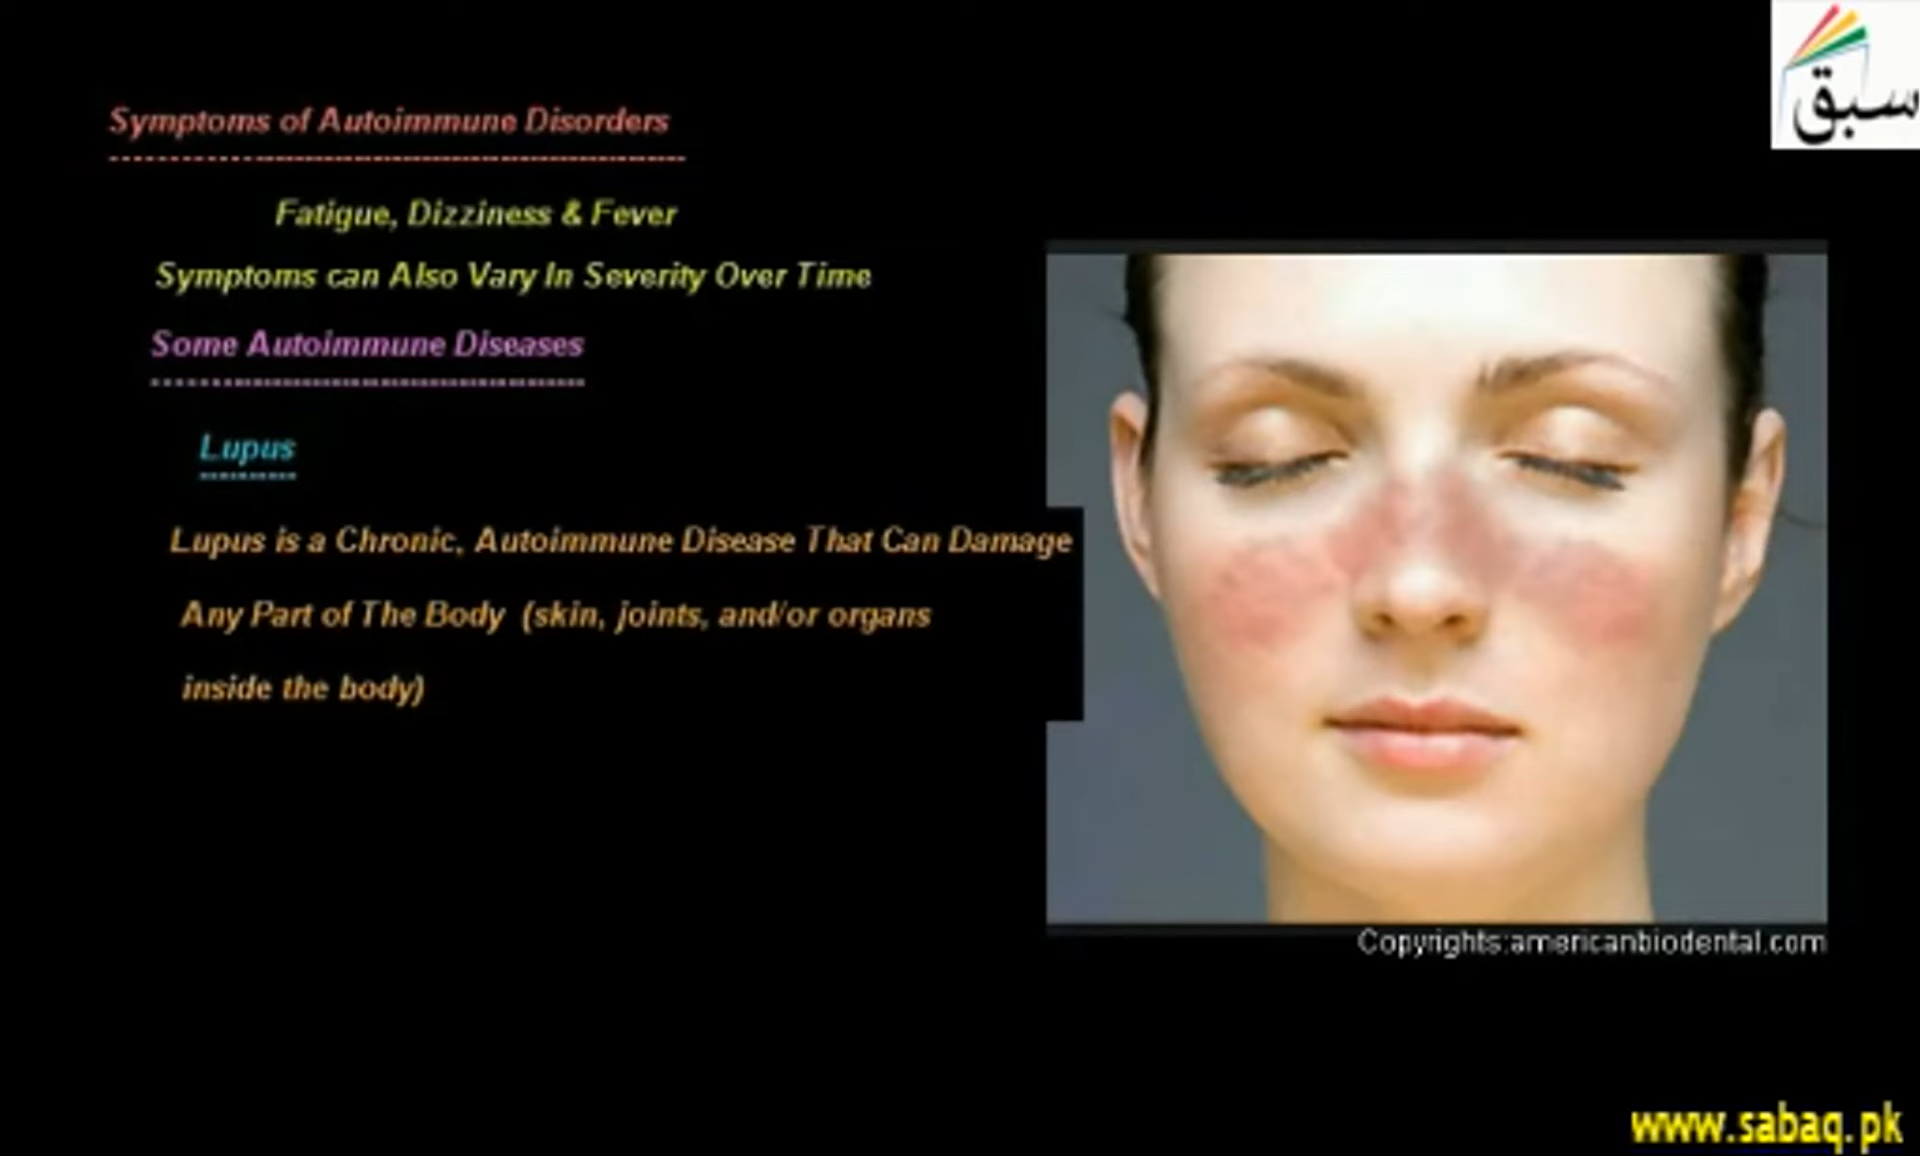 سبق
Symptoms of Autoimmune Disorders
Fatigue, Dizziness & Fever
Symptoms can Also Vary In Severity Over Time
Some Autoimmune Diseases
Lupus
Lupus is a Chronic, Autoimmune Disease That Can Damage
Any Part of The Body (skin, joints, and/or organs
inside the body)
Copyrights:americanbiodental.com
www.sabaq.pk